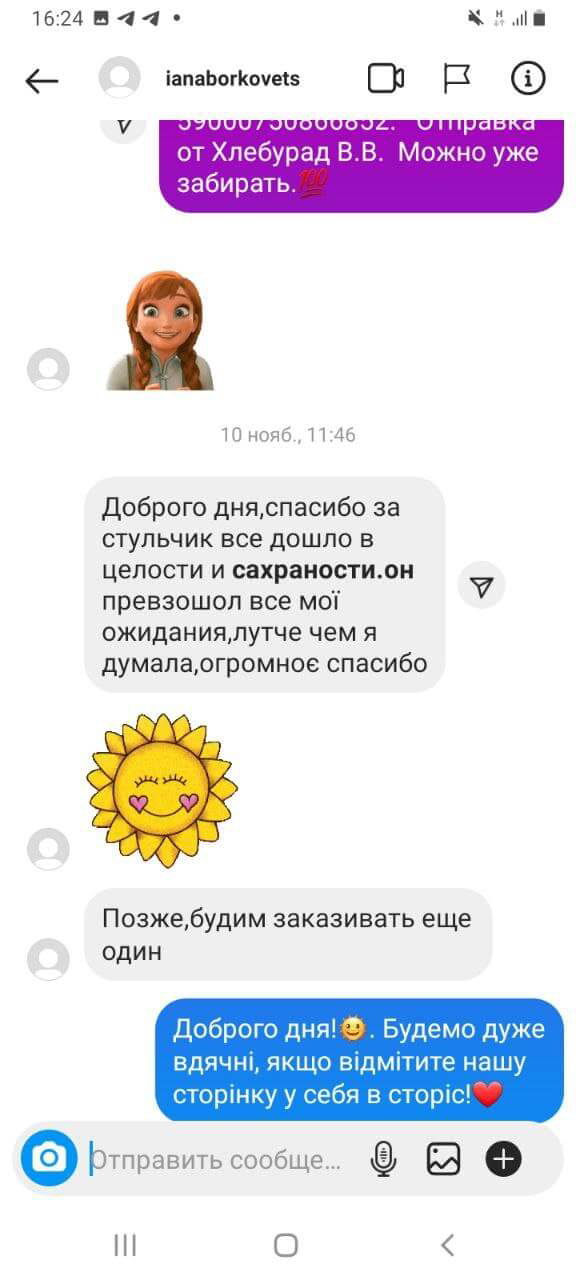 16:24
ianaborkovets
59000750866852. Отправка
от Хлебурад В.В. Можно уже
забирать.💯
10 нояб., 11:46
Доброго дня,спасибо за
стульчик все дошло в
целости и сахраности.он
превзошол все мої
ожидания,лутче чем я
думала,огромноє спасибо
Позже,будим заказивать еще
один
Доброго дня!🌞. Будемо дуже
вдячні, якщо відмітите нашу
сторінку у себя в сторіс!❤️
Отправить сообще...